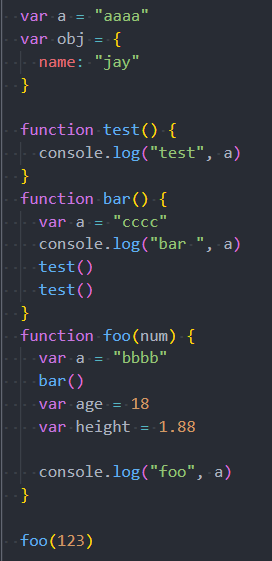 var a = "aaaa"
var obj = {
  name: "jay"
}

function test() {
  console.log("test", a)
}
function bar() {
  var a = "cccc"
  console.log("bar ", a)
  test()
  test()
}
function foo(num) {
  var a = "bbbb"
  bar()
  var age = 18
  var height = 1.88

  console.log("foo", a)
}

foo(123)